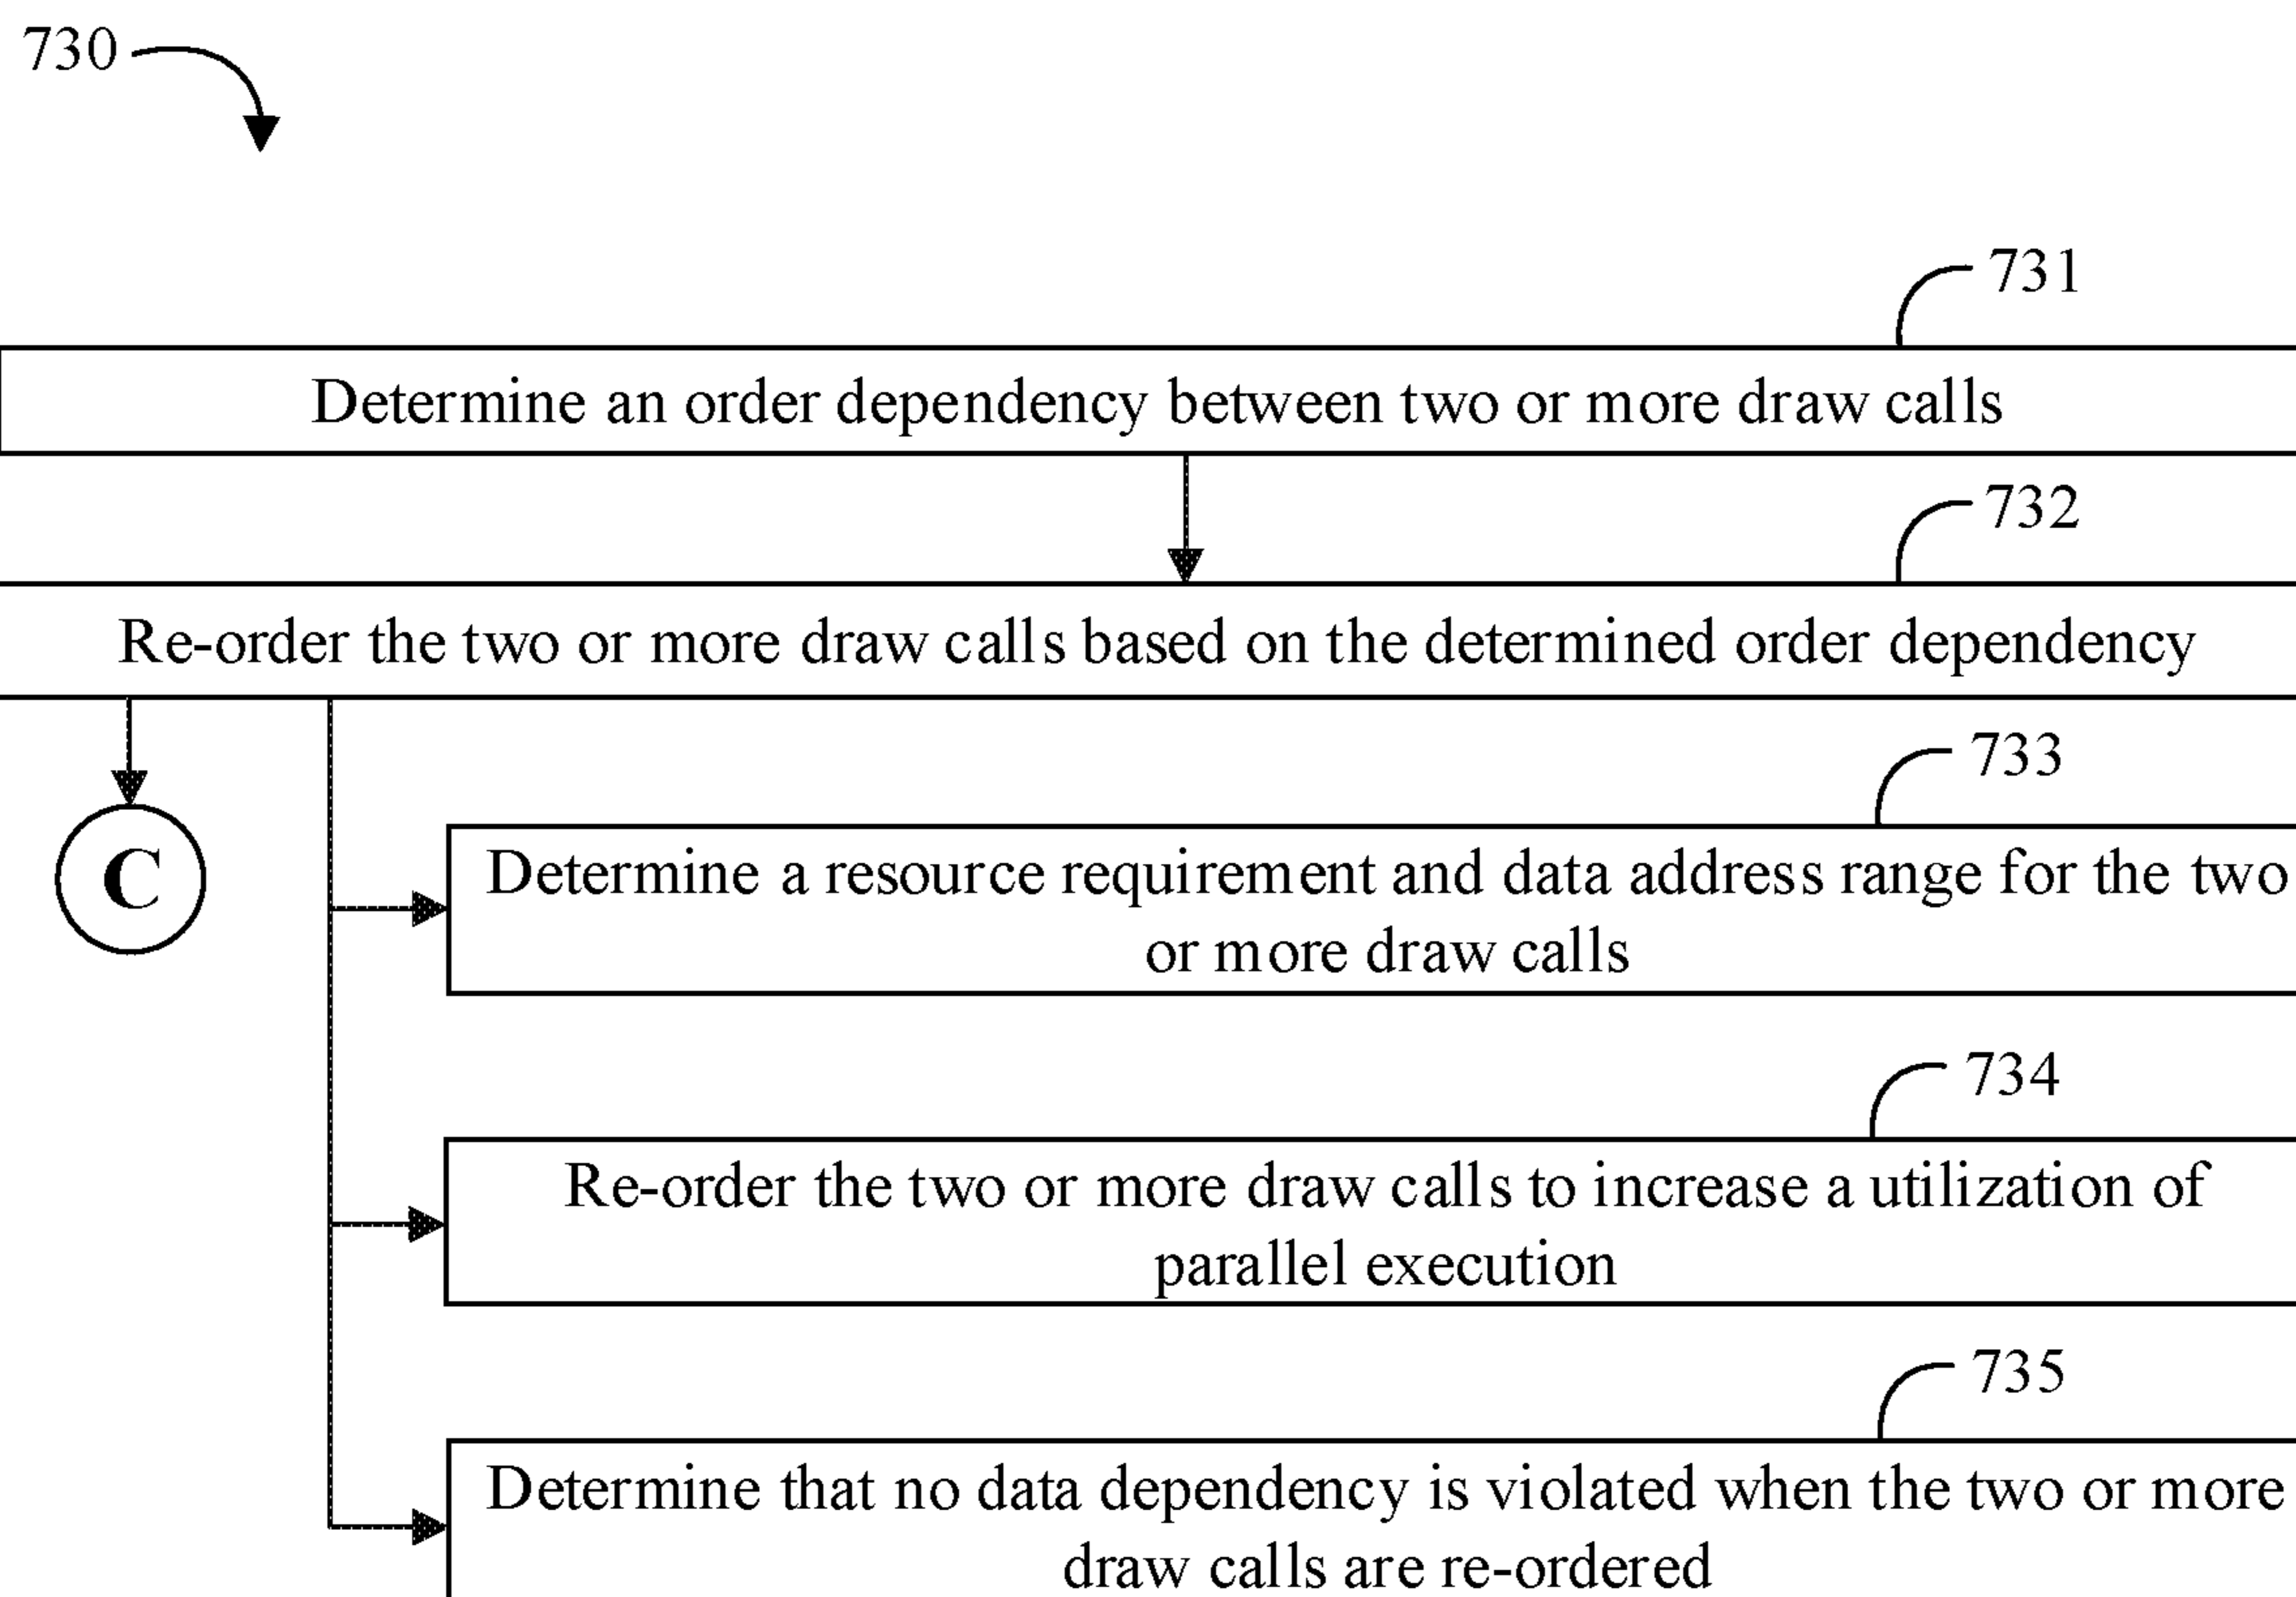 730
731
Determine an order dependency between two or more draw calls
732
Re-order the two or more draw calls based on the determined order dependency
733
C
Determine a resource requirement and data address range for the two
or more draw calls
734
Re-order the two or more draw calls to increase a utilization of
parallel execution
735
Determine that no data dependency is violated when the two or more
draw calls are re-ordered